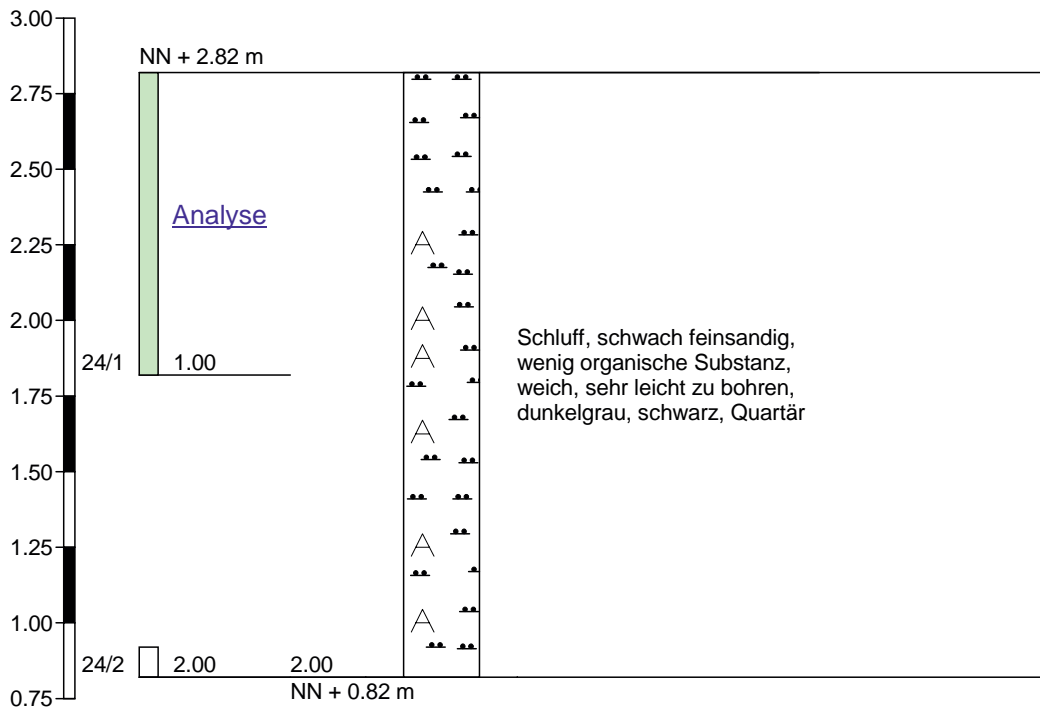 3.00
NN + 2.82 m
2.75
2.50
Analyse
2.25
2.00
Schluff, schwach feinsandig,
wenig organische Substanz,
weich, sehr leicht zu bohren,
dunkelgrau, schwarz, Quartär
24/1 1.00
1.75
1.50
1.25
1.00
24/2 2.00 2.00
NN + 0.82 m
0.75